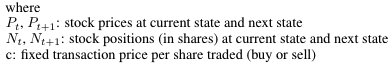 where
P_t, P_{t+1}: stock prices at current state and next state
N_t, N_{t+1}: stock positions (in shares) at current state and next state
c: fixed transaction price per share traded (buy or sell)